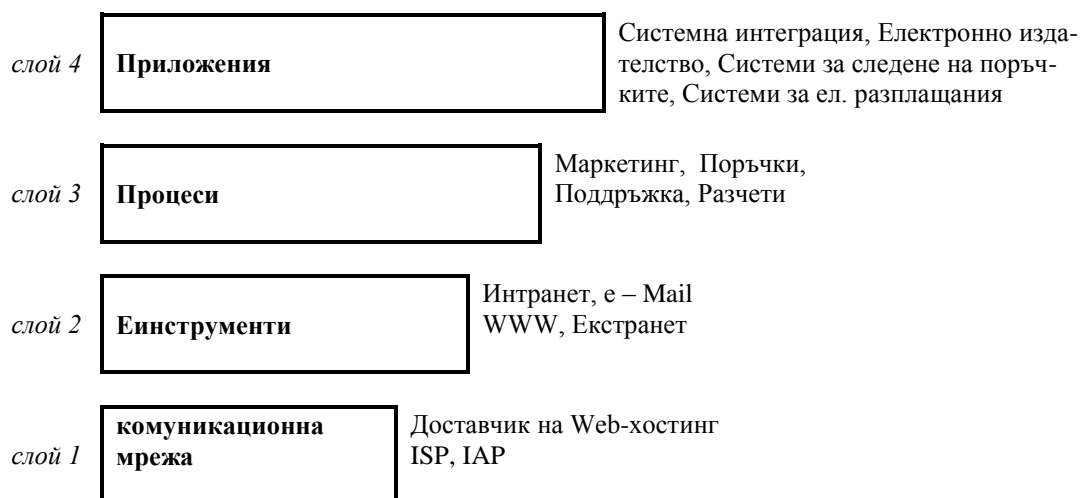 Системна интеграция, Електронно изда-
слой 4 Приложения телство, Системи за следене на поръч-
ките, Системи за ел. разплащания
Маркетинг, Поръчки,
слой 3 Процеси Поддръжка, Разчети
Интранет, е – Mail
слой 2 Еинструменти WWW, Екстранет
комуникационна Доставчик на Web-хостинг
слой 1 мрежа ISP, IAP